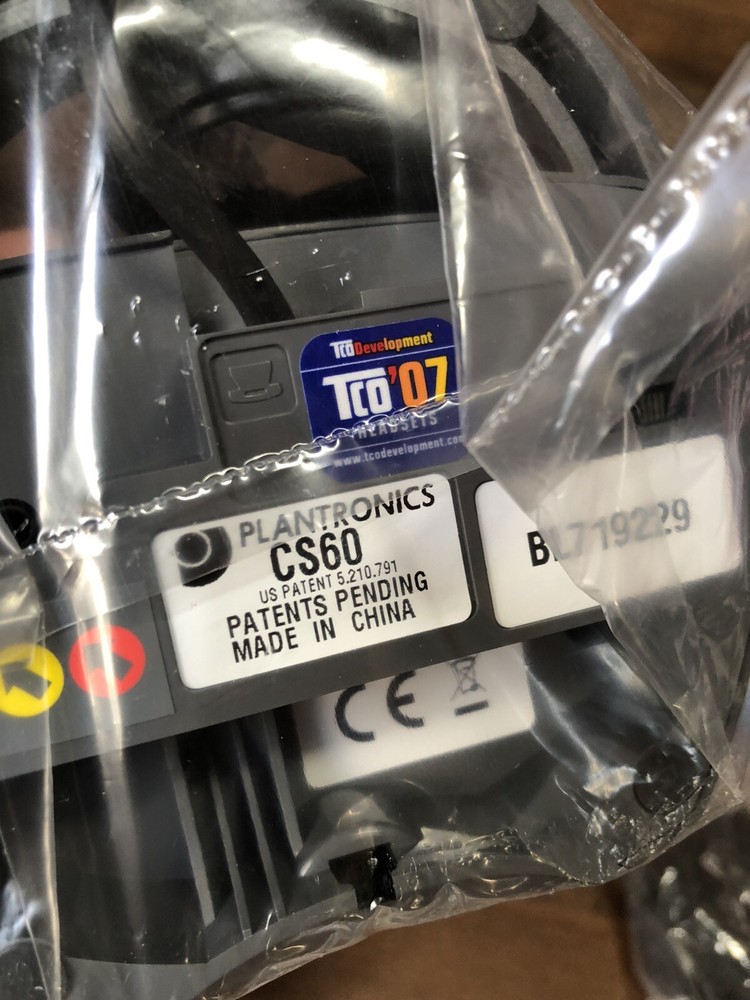 TCO Development
TCO'07
HEADSETS
www.tcodevelopment.com
PLANTRONICS
CS60
US PATENT 5.210.791
PATENTS PENDING
MADE IN CHINA
BL719229
CE